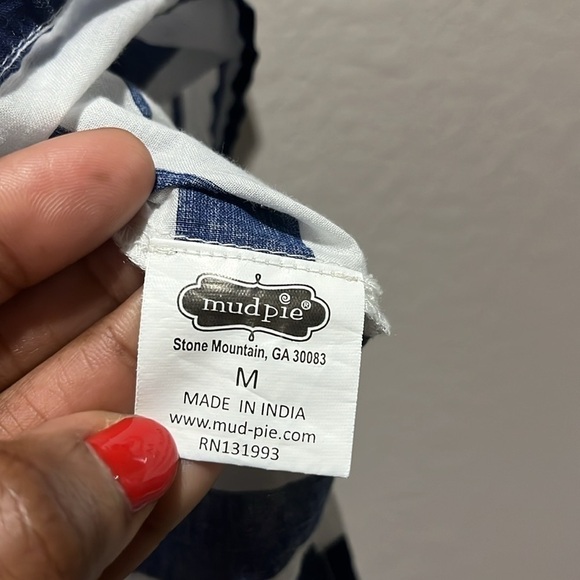 mudpie®
Stone Mountain, GA 30083
M
MADE IN INDIA
www.mud-pie.com
RN131993